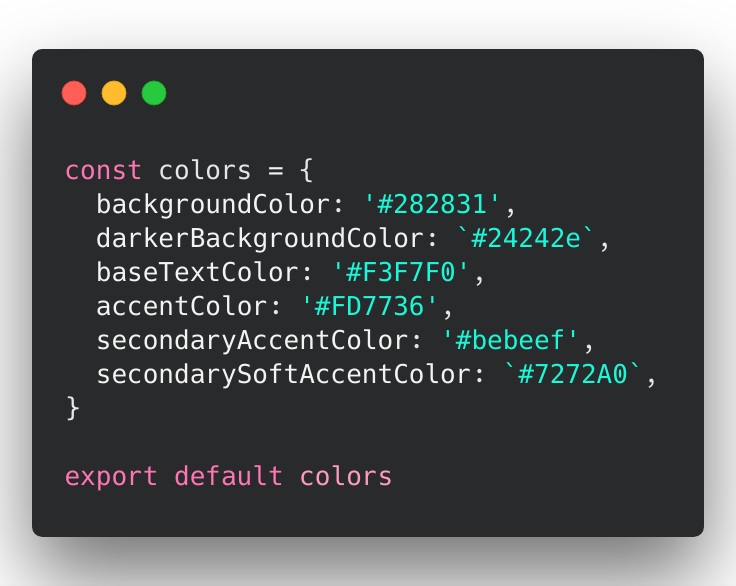 const colors = {
  backgroundColor: '#282831',
  darkerBackgroundColor: `#24242e`,
  baseTextColor: '#F3F7F0',
  accentColor: '#FD7736',
  secondaryAccentColor: '#bebeef',
  secondarySoftAccentColor: `#7272A0`,
}

export default colors